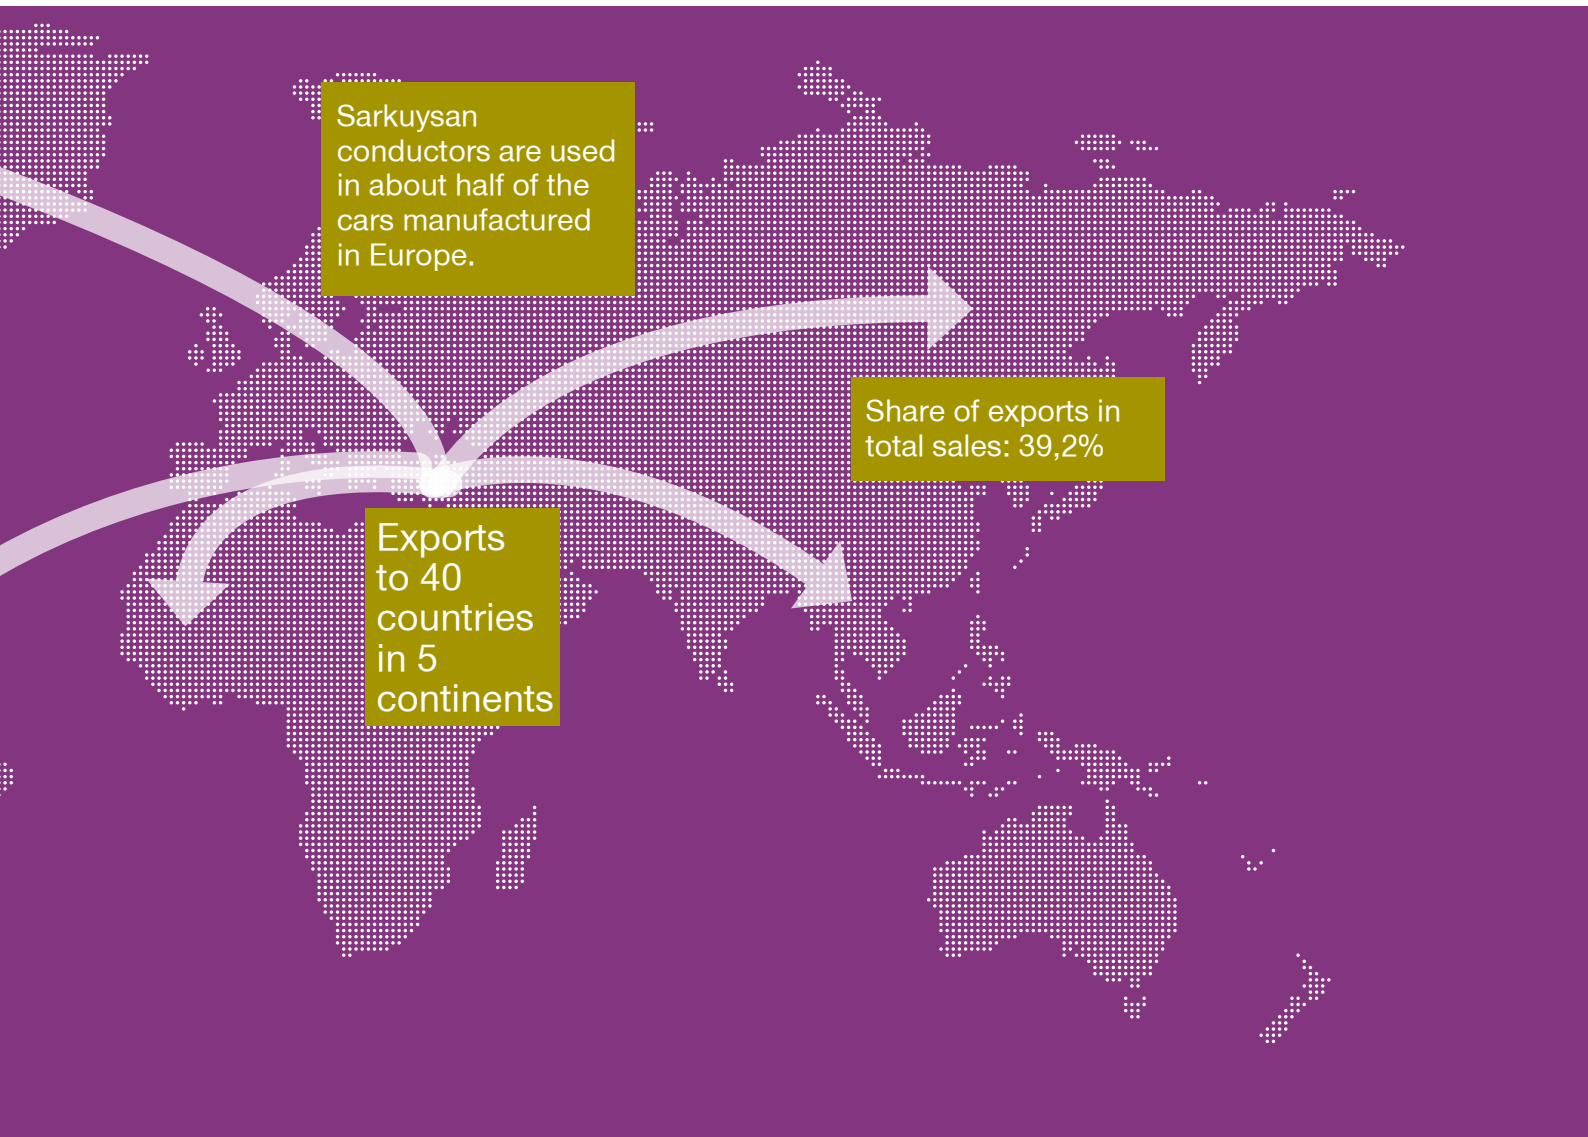 Sarkuysan
conductors are used
in about half of the
cars manufactured
in Europe.
Share of exports in
total sales: 39,2%
Exports
to 40
countries
in 5
continents